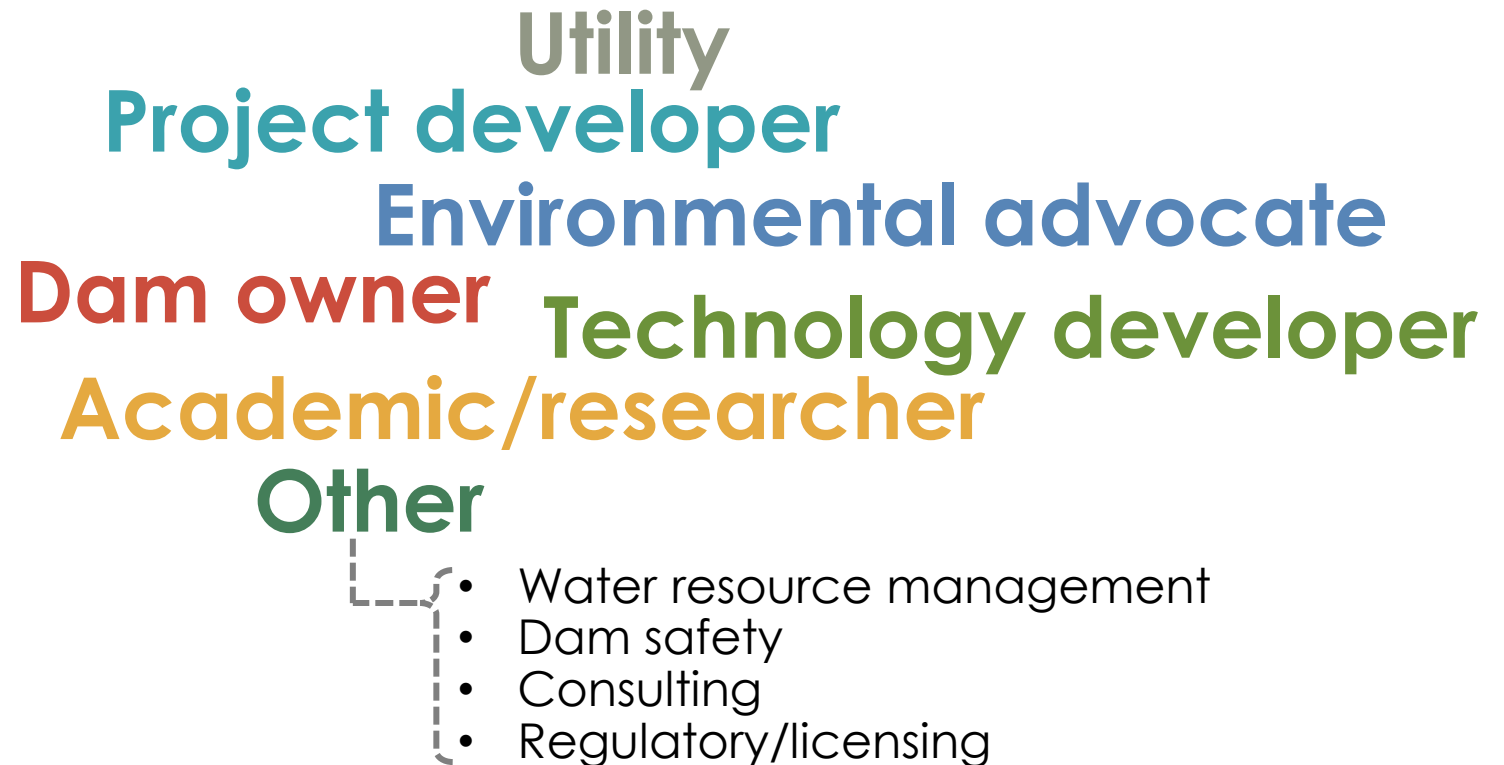 Utility
Project developer
Environmental advocate
Dam owner
Technology developer
Academic/researcher
Other
• Water resource management
• Dam safety
• Consulting
• Regulatory/licensing